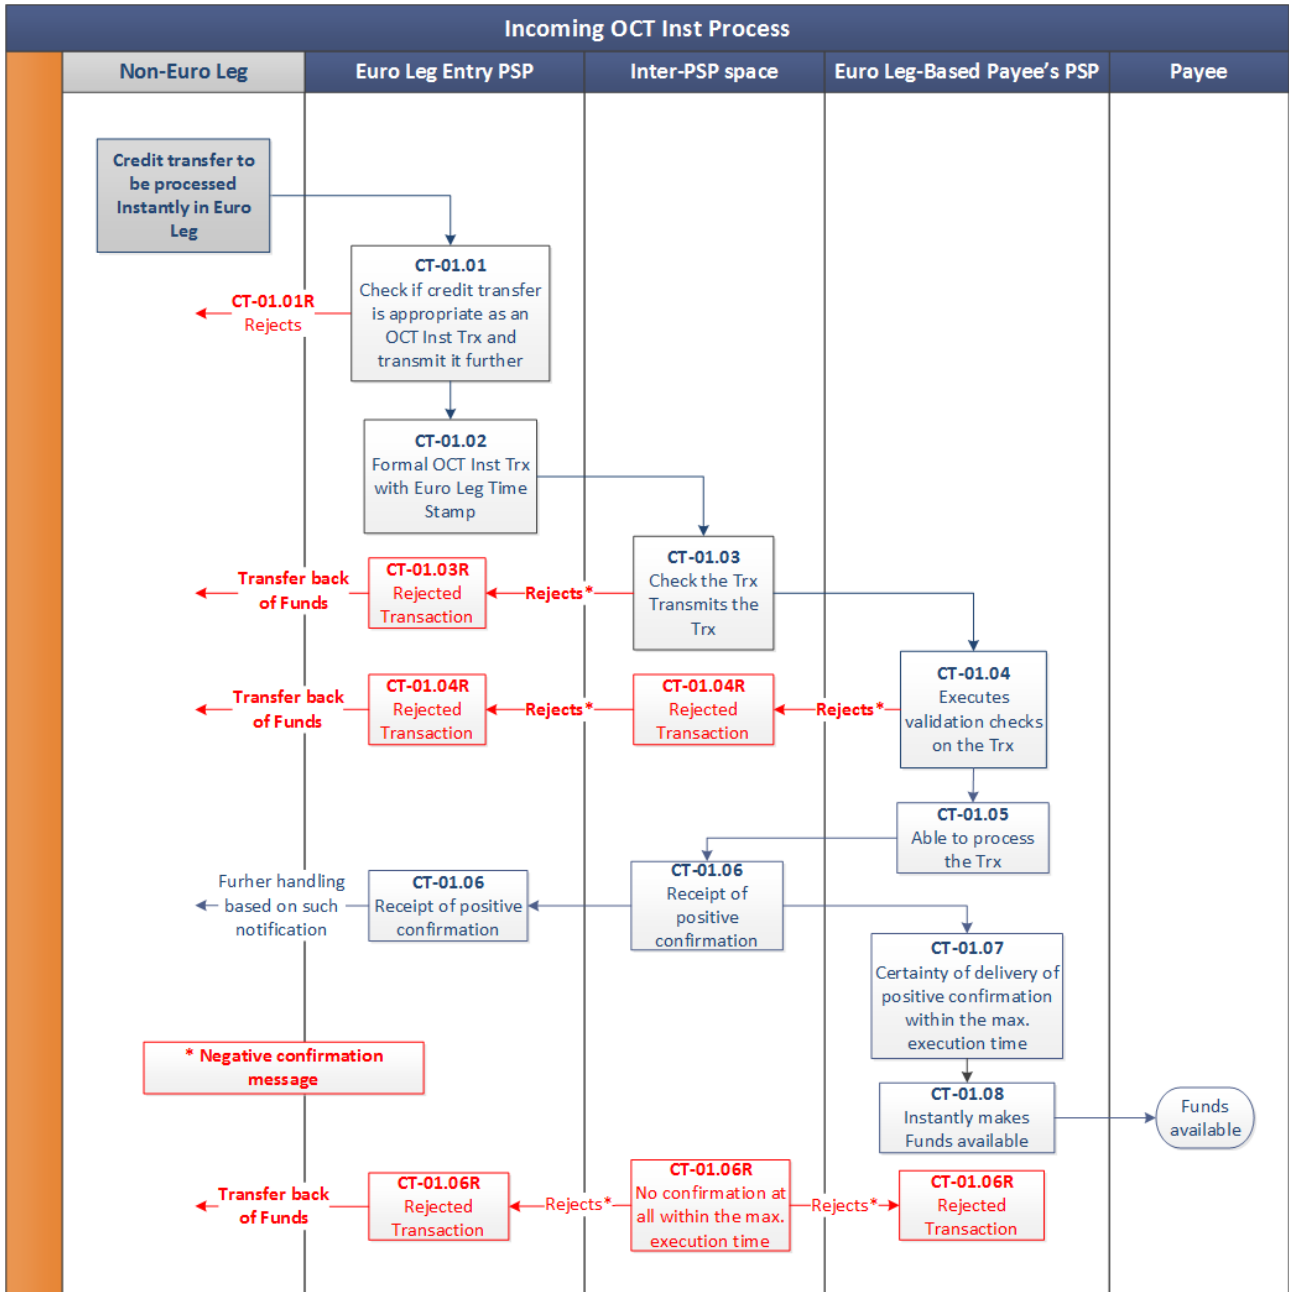 Incoming OCT Inst Process
Non-Euro Leg
Euro Leg Entry PSP
Inter-PSP space
Euro Leg-Based Payee's PSP
Payee
Credit transfer to
be processed
Instantly in Euro
Leg
CT-01.01
Check if credit transfer
is appropriate as an
OCT Inst Trx and
transmit it further
CT-01.01R
Rejects
CT-01.02
Formal OCT Inst Trx
with Euro Leg Time
Stamp
CT-01.03
Check the Trx
Transmits the
Trx
Rejects*
CT-01.03R
Rejected
Transaction
Transfer back
of Funds
CT-01.04
Executes
validation checks
on the Trx
Rejects*
CT-01.04R
Rejected
Transaction
Rejects*
CT-01.04R
Rejected
Transaction
Transfer back
of Funds
CT-01.05
Able to process
the Trx
CT-01.06
Receipt of
positive
confirmation
CT-01.06
Receipt of positive
confirmation
Furher handling
based on such
notification
CT-01.07
Certainty of delivery of
positive confirmation
within the max.
execution time
* Negative confirmation
message
CT-01.08
Instantly makes
Funds available
Funds
available
CT-01.06R
No confirmation at
all within the max.
execution time
Rejects*
CT-01.06R
Rejected
Transaction
Rejects*
CT-01.06R
Rejected
Transaction
Transfer back
of Funds